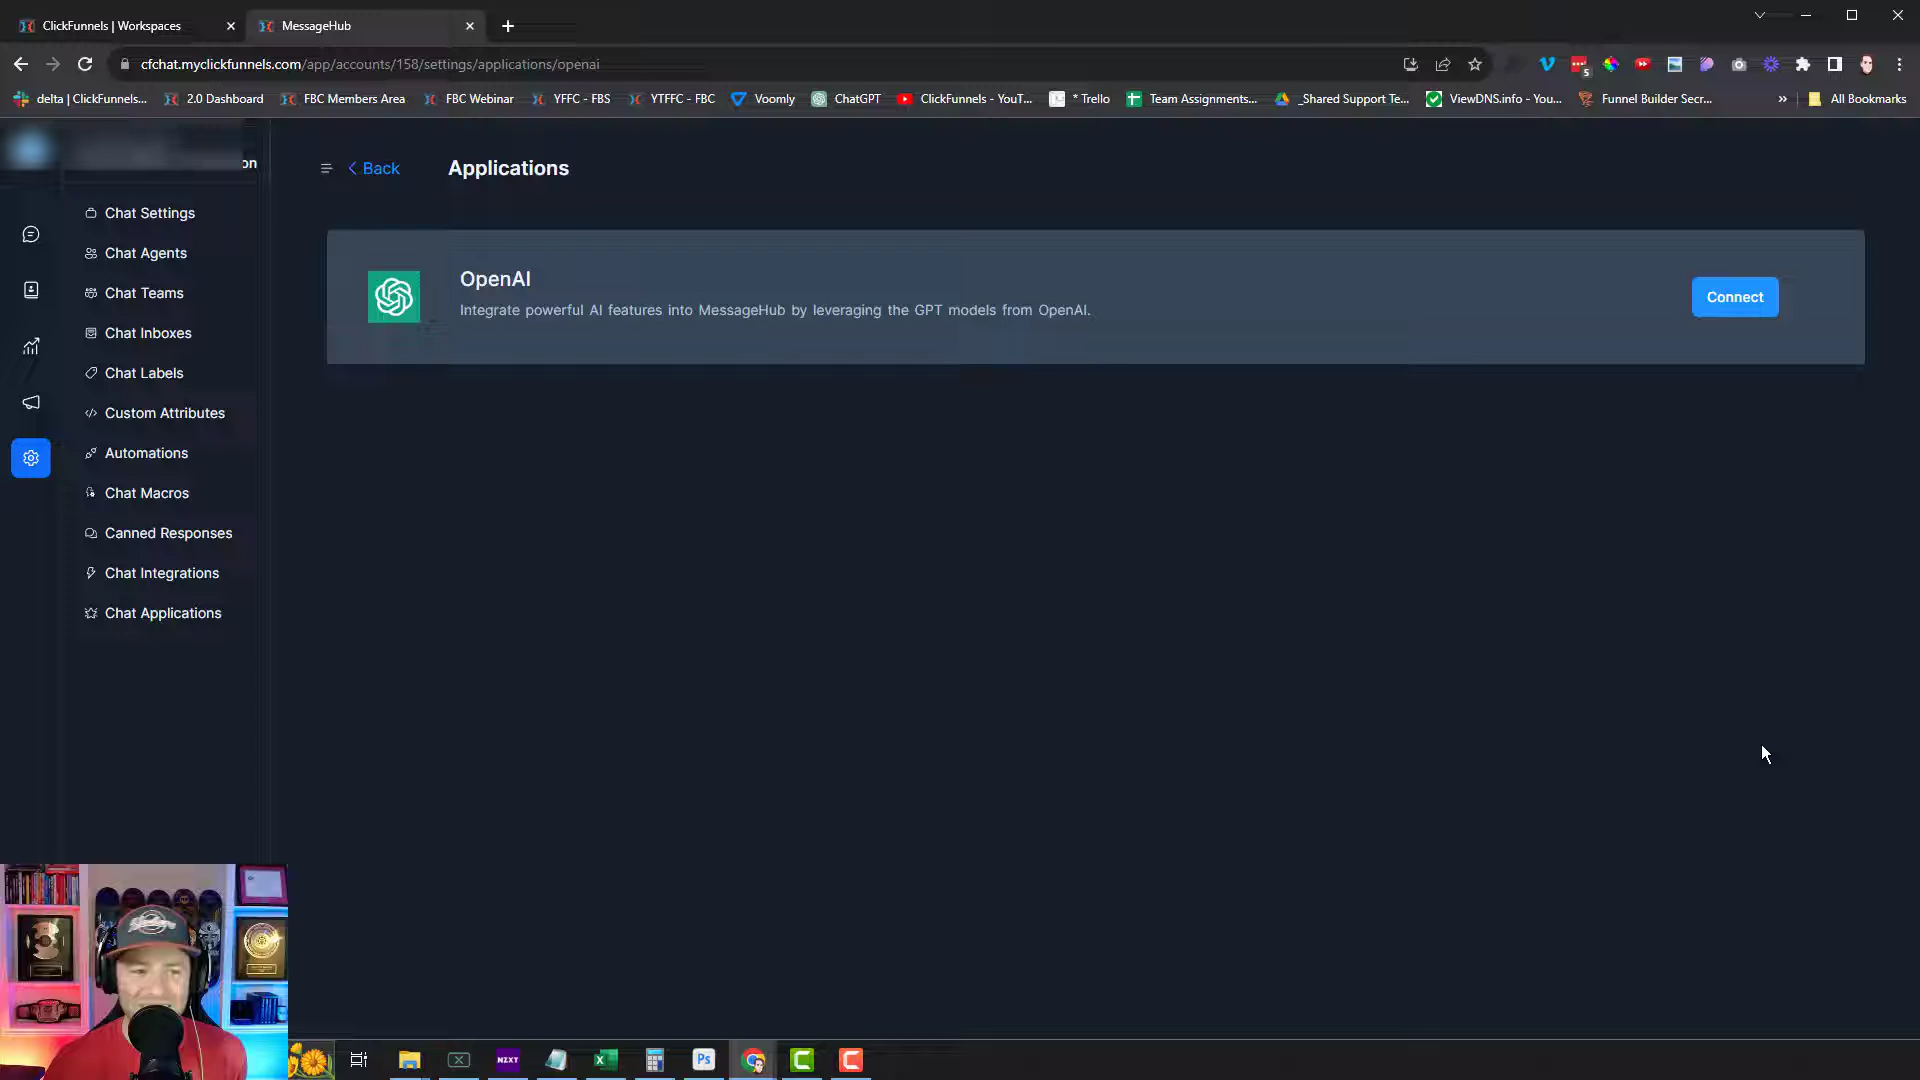 ClickFunnels | Workspaces
MessageHub
cfchat.myclickfunnels.com/app/accounts/158/settings/applications/openai
5
delta | ClickFunnels...
2.0 Dashboard
FBC Members Area
FBC Webinar
YFFC - FBS
YTFFC - FBC
Voomly
ChatGPT
ClickFunnels - YouT...
* Trello
Team Assignments...
_Shared Support Te...
ViewDNS.info - You...
Funnel Builder Secr...
»
All Bookmarks
on
Back
Applications
Chat Settings
Chat Agents
Chat Teams
Chat Inboxes
Chat Labels
Custom Attributes
Automations
Chat Macros
Canned Responses
Chat Integrations
Chat Applications
OpenAI
Integrate powerful AI features into MessageHub by leveraging the GPT models from OpenAI.
Connect
NZXT
Ps